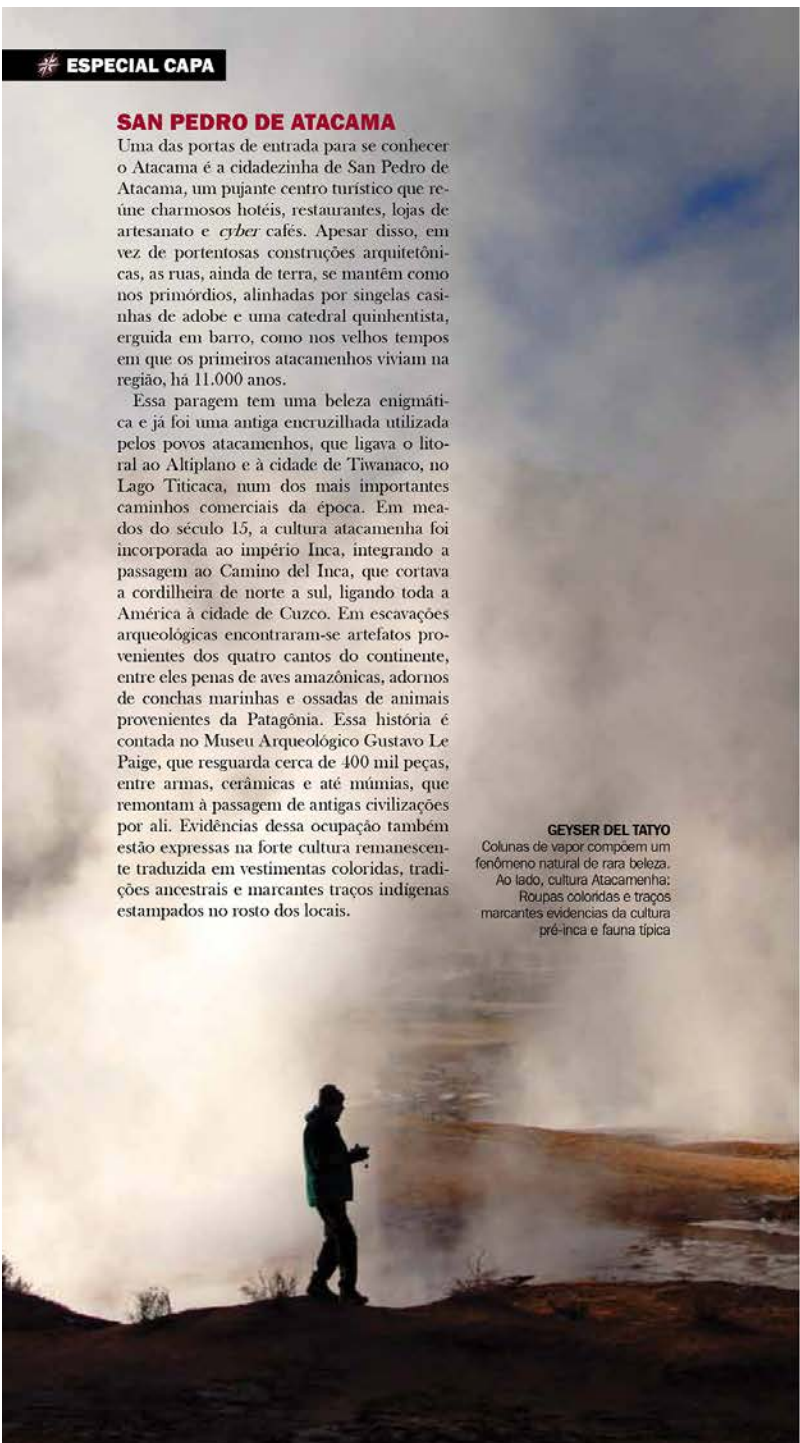 ESPECIAL CAPA
SAN PEDRO DE ATACAMA
Uma das portas de entrada para se conhecer
o Atacama é a cidadezinha de San Pedro de
Atacama, um pujante centro turístico que re-
úne charmosos hotéis, restaurantes, lojas de
artesanato e cyber cafés. Apesar disso, em
vez de portentosas construções arquitetôni-
cas, as ruas, ainda de terra, se mantêm como
nos primórdios, alinhadas por singelas casi-
nhas de adobe e uma catedral quinhentista,
erguida em barro, como nos velhos tempos
em que os primeiros atacamenhos viviam na
região, há 11.000 anos.
Essa paragem tem uma beleza enigmáti-
ca e já foi uma antiga encruzilhada utilizada
pelos povos atacamenhos, que ligava o lito-
ral ao Altiplano e à cidade de Tiwanaco, no
Lago Titicaca, num dos mais importantes
caminhos comerciais da época. Em mea-
dos do século 15, a cultura atacamenha foi
incorporada ao império Inca, integrando a
passagem ao Camino del Inca, que cortava
a cordilheira de norte a sul, ligando toda a
América à cidade de Cuzco. Em escavações
arqueológicas encontraram-se artefatos pro-
venientes dos quatro cantos do continente,
entre eles penas de aves amazônicas, adornos
de conchas marinhas e ossadas de animais
provenientes da Patagônia. Essa história é
contada no Museu Arqueológico Gustavo Le
Paige, que resguarda cerca de 400 mil peças,
entre armas, cerâmicas e até múmias, que
remontam à passagem de antigas civilizações
por ali. Evidências dessa ocupação também
estão expressas na forte cultura remanescen-
te traduzida em vestimentas coloridas, tradi-
ções ancestrais e marcantes traços indígenas
estampados no rosto dos locais.
GEYSER DEL TATYO
Colunas de vapor compõem um
fenômeno natural de rara beleza.
Ao lado, cultura Atacamenha:
Roupas coloridas e traços
marcantes evidencias da cultura
pré-inca e fauna típica